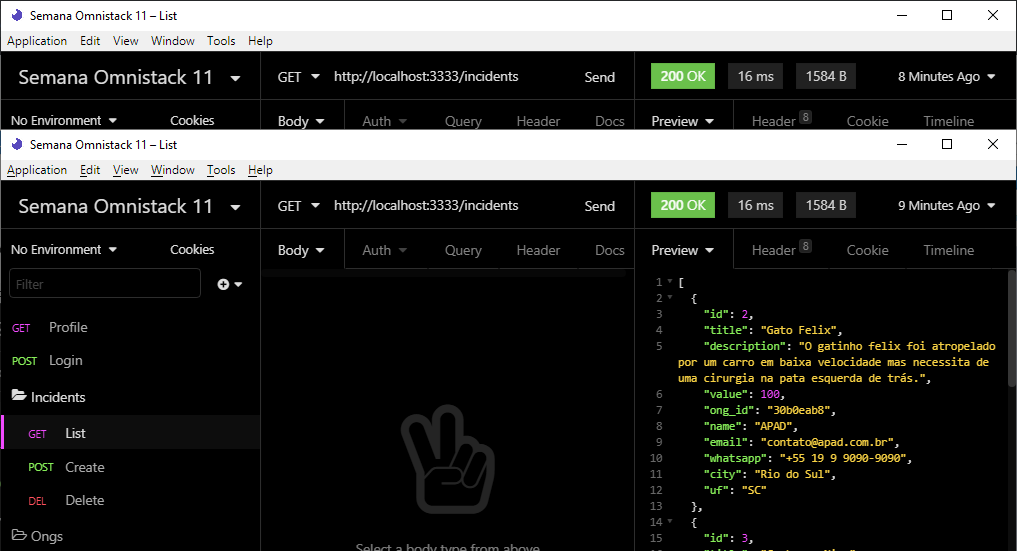 Semana Omnistack 11 – List
Application Edit View Window Tools Help
Semana Omnistack 11 GET http://localhost:3333/incidents Send 200 OK 16 ms 1584 B 8 Minutes Ago
No Environment Cookies Body Auth Query Header Docs Preview Header 8 Cookie Timeline
Semana Omnistack 11 – List
Application Edit View Window Tools Help
Semana Omnistack 11 GET http://localhost:3333/incidents Send 200 OK 16 ms 1584 B 9 Minutes Ago
No Environment Cookies Body Auth Query Header Docs Preview Header 8 Cookie Timeline
Filter
GET Profile
POST Login
Incidents
GET List
POST Create
DEL Delete
Ongs
Select a body type from above
1 [
2 {
3 "id": 2,
4 "title": "Gato Felix",
5 "description": "O gatinho felix foi atropelado
por um carro em baixa velocidade mas necessita de
uma cirurgia na pata esquerda de trás.",
6 "value": 100,
7 "ong_id": "30b0eab8",
8 "name": "APAD",
9 "email": "contato@apad.com.br",
10 "whatsapp": "+55 19 9 9090-9090",
11 "city": "Rio do Sul",
12 "uf": "SC"
13 },
14 {
15 "id": 3,